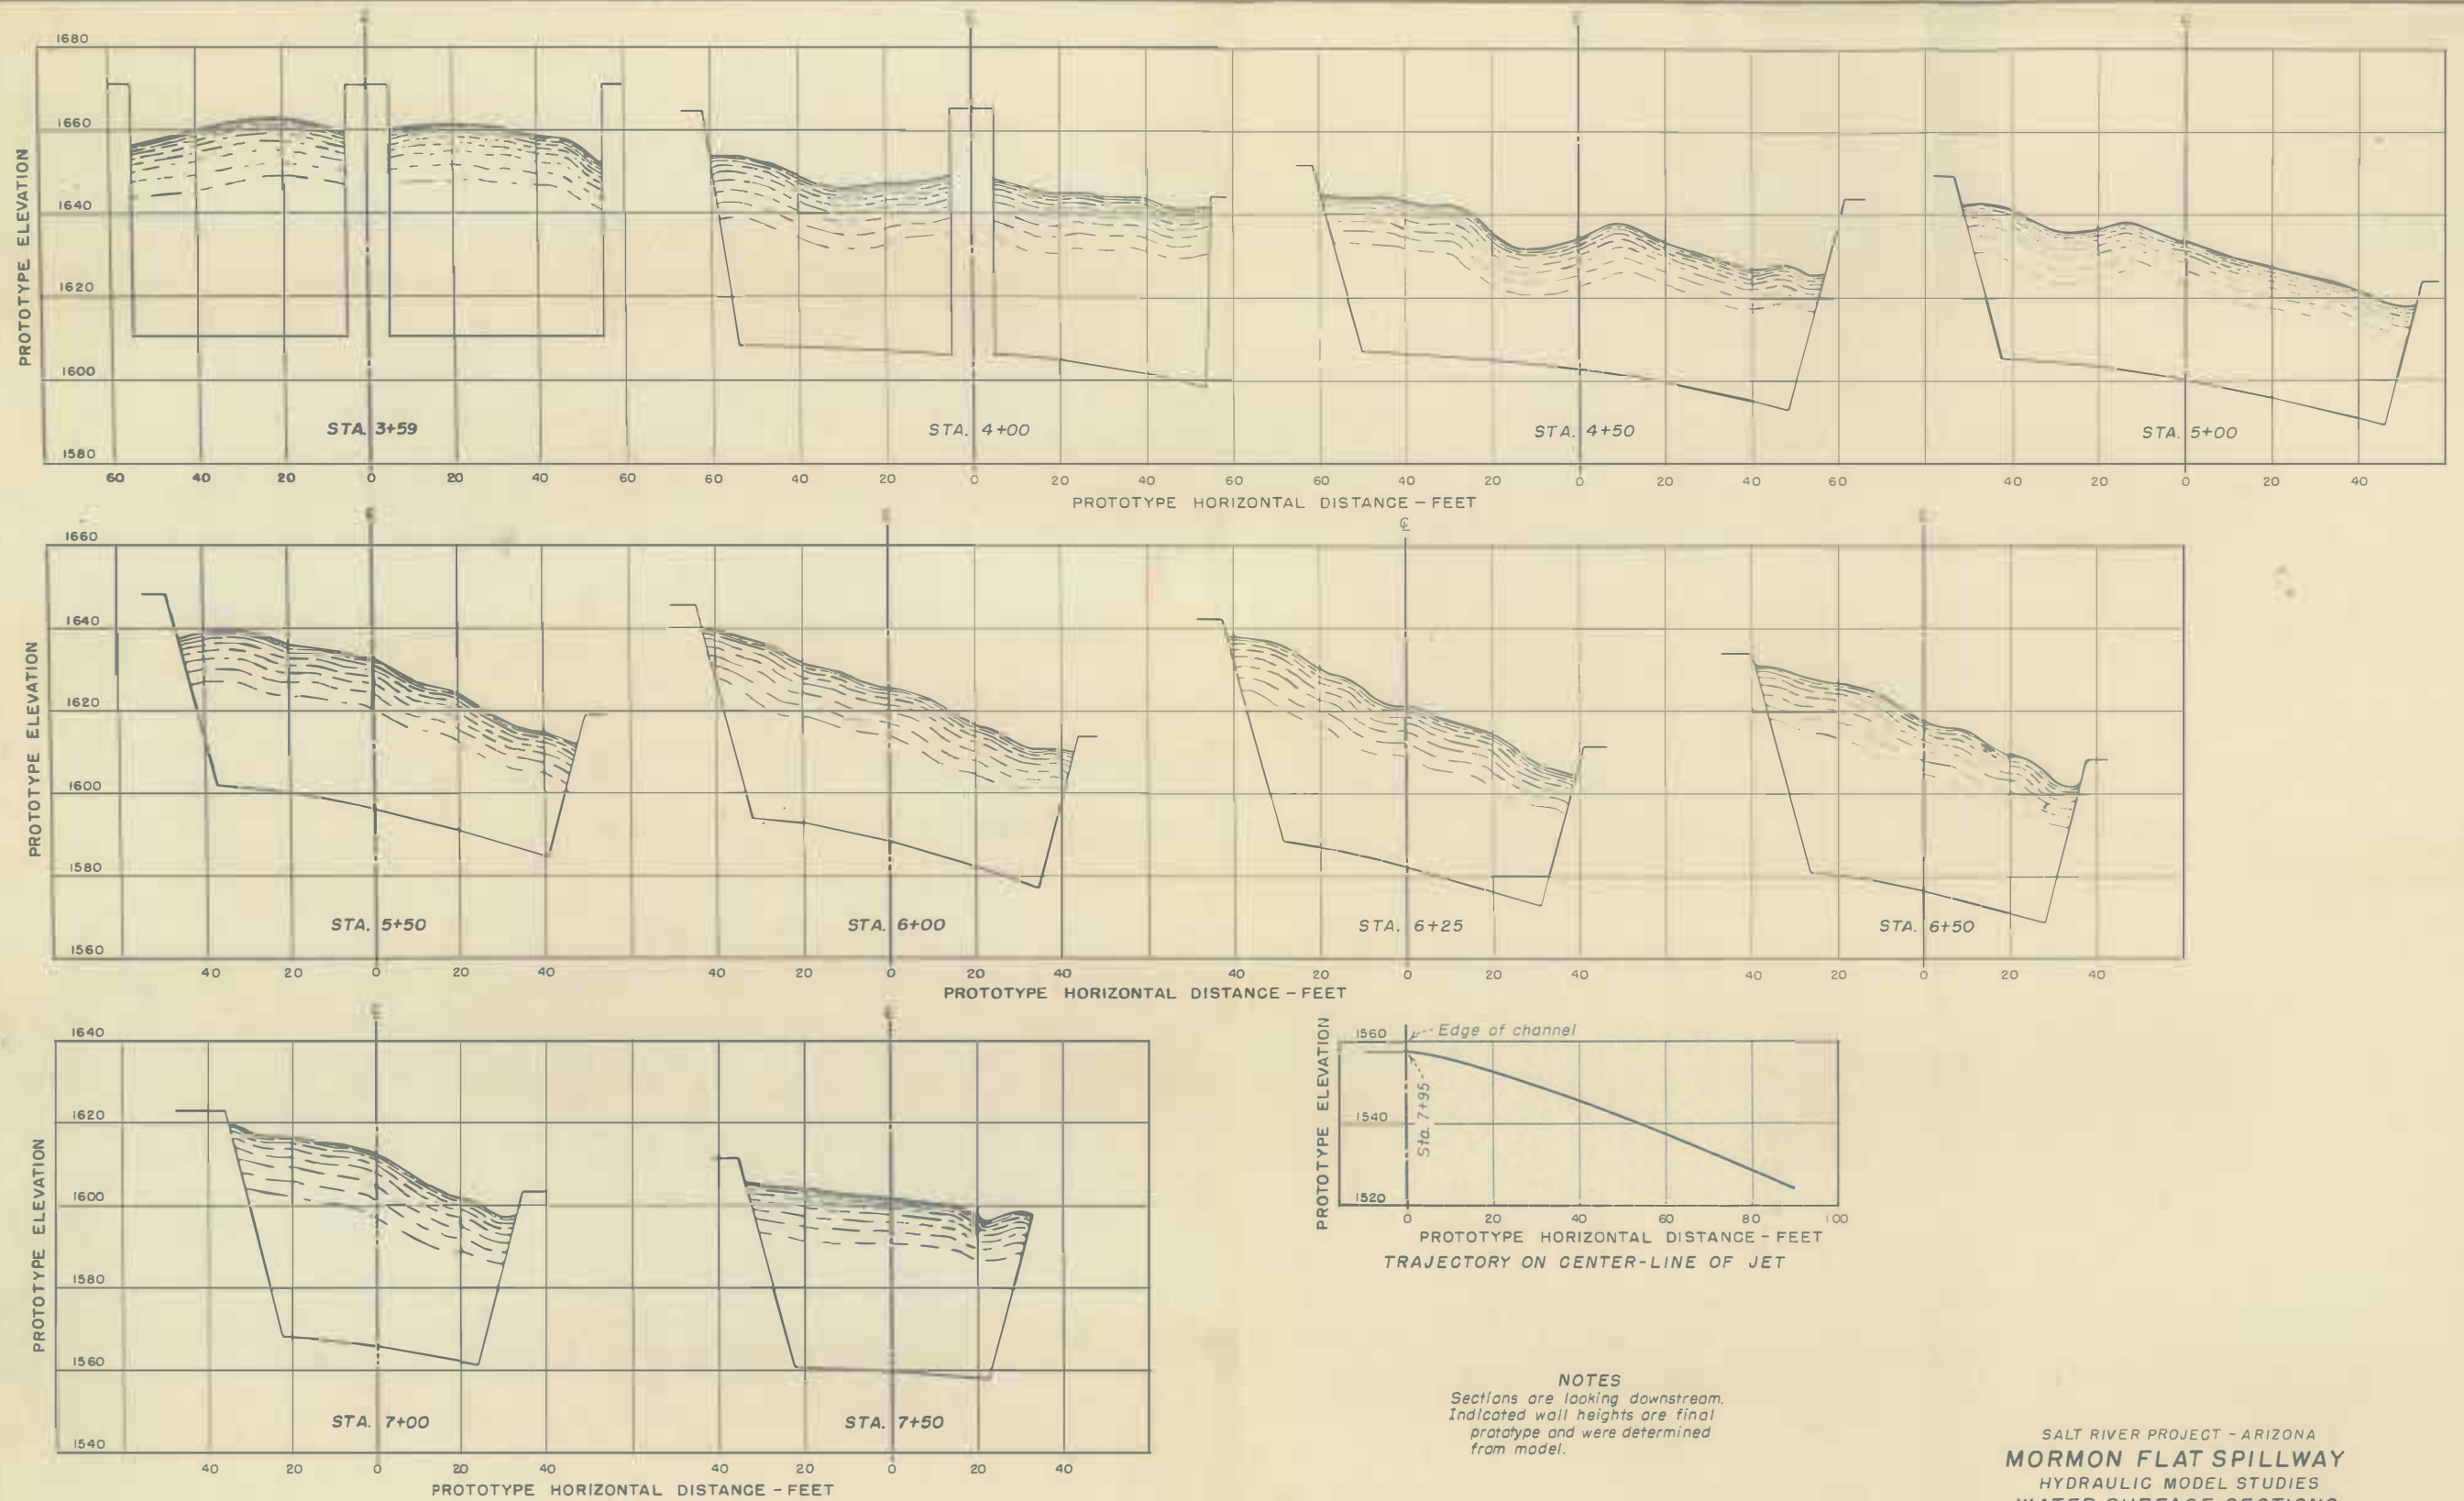 PROTOTYPE ELEVATION
1680
1660
1640
1620
1600
1580
STA. 3+59
STA. 4+00
STA. 4+50
STA. 5+00
60 40 20 0 20 40 60 60 40 20 0 20 40 60 60 40 20 0 20 40 60 40 20 0 20 40
PROTOTYPE HORIZONTAL DISTANCE - FEET
℄
PROTOTYPE ELEVATION
1660
1640
1620
1600
1580
1560
STA. 5+50
STA. 6+00
STA. 6+25
STA. 6+50
40 20 0 20 40 40 20 0 20 40 40 20 0 20 40 40 20 0 20 40
PROTOTYPE HORIZONTAL DISTANCE - FEET
PROTOTYPE ELEVATION
1640
1620
1600
1580
1560
1540
STA. 7+00
STA. 7+50
40 20 0 20 40 40 20 0 20 40
PROTOTYPE HORIZONTAL DISTANCE - FEET
PROTOTYPE ELEVATION
1560
1540
1520
Edge of channel
Sta. 7+95
0 20 40 60 80 100
PROTOTYPE HORIZONTAL DISTANCE - FEET
TRAJECTORY ON CENTER-LINE OF JET
NOTES
Sections are looking downstream.
Indicated wall heights are final
prototype and were determined
from model.
SALT RIVER PROJECT - ARIZONA
MORMON FLAT SPILLWAY
HYDRAULIC MODEL STUDIES
WATER SURFACE SECTIONS